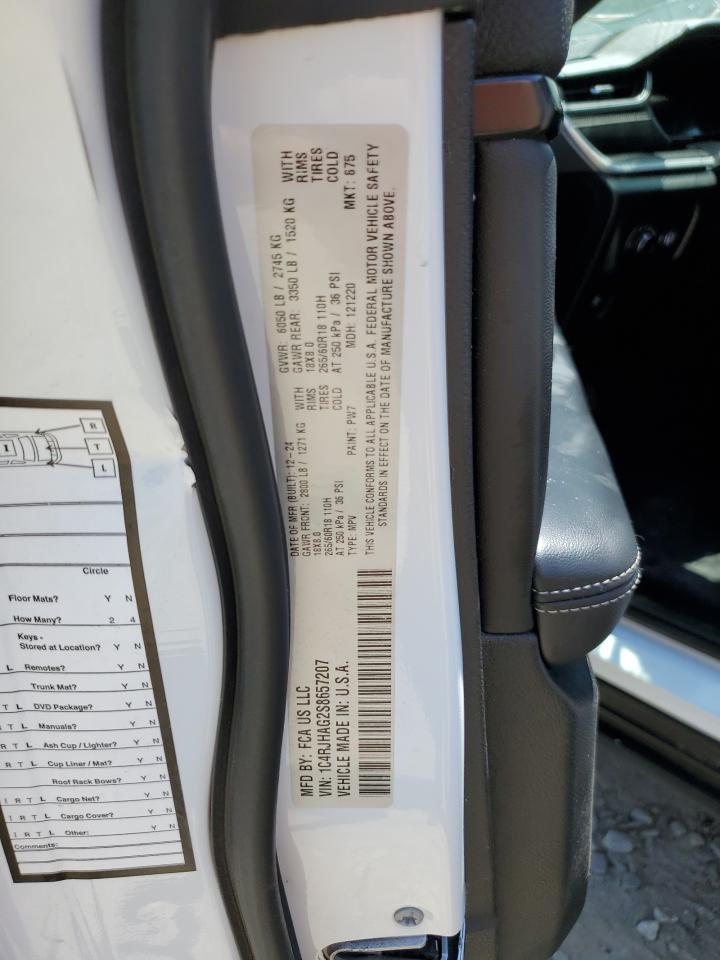 MFD BY: FCA US LLC
DATE OF MFR (BUILT): 12-24
GVWR: 6050 LB / 2745 KG
GAWR FRONT: 2800 LB / 1271 KG WITH
18X8.0 RIMS
265/60R18 110H TIRES
AT 250 kPa / 36 PSI COLD
GAWR REAR: 3350 LB / 1520 KG WITH
18X8.0 RIMS
265/60R18 110H TIRES
AT 250 kPa / 36 PSI COLD
VIN: 1C4RJHAG2S8657207
TYPE: MPV
PAINT: PW7
MDH: 121220
MKT: 675
VEHICLE MADE IN: U.S.A.
THIS VEHICLE CONFORMS TO ALL APPLICABLE U.S.A. FEDERAL MOTOR VEHICLE SAFETY
STANDARDS IN EFFECT ON THE DATE OF MANUFACTURE SHOWN ABOVE.
I
R
T
L
Circle
Floor Mats? Y N
How Many? 2 4
Keys -
Stored at Location? Y N
L Remotes? Y N
Trunk Mat? Y N
T L DVD Package? Y N
T L Manuals? Y N
R T L Ash Cup / Lighter? Y N
R T L Cup Liner / Mat? Y N
Roof Rack Bows? Y N
I R T L Cargo Net? Y N
I R T L Cargo Cover? Y N
I R T L Other: Y N
Comments: